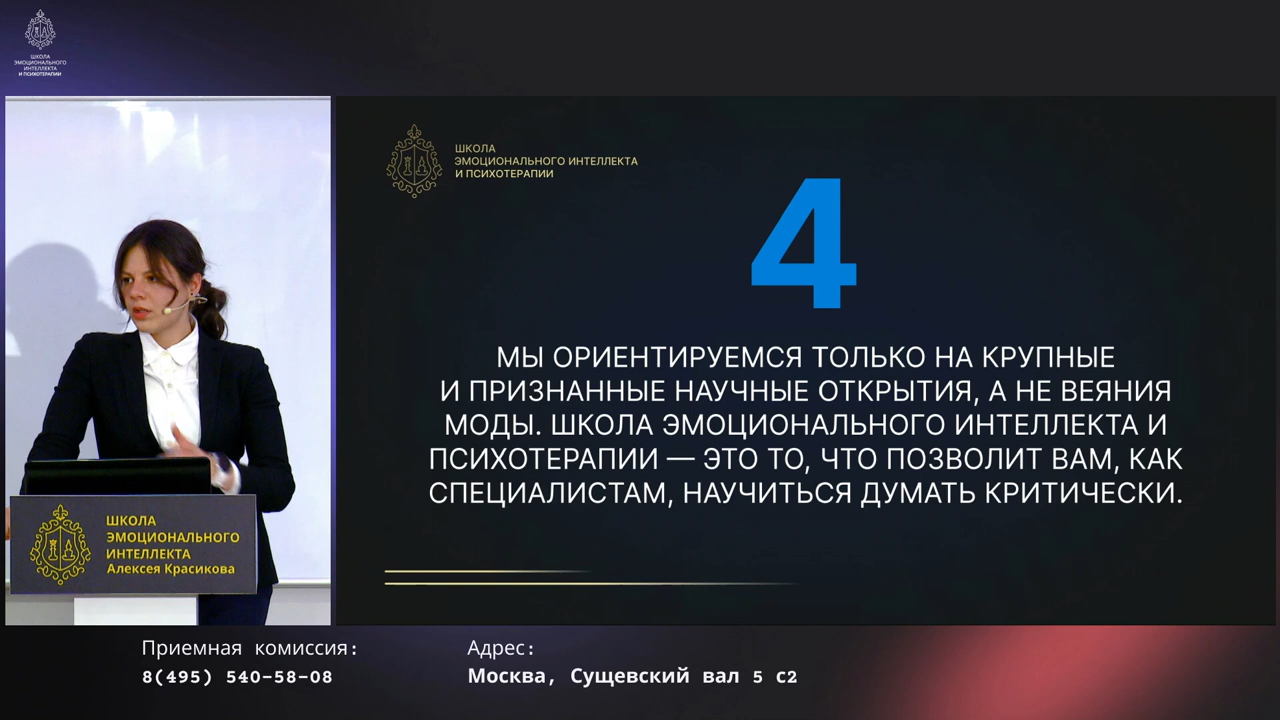 ШКОЛА
ЭМОЦИОНАЛЬНОГО
ИНТЕЛЛЕКТА
И ПСИХОТЕРАПИИ
ШКОЛА
ЭМОЦИОНАЛЬНОГО ИНТЕЛЛЕКТА
И ПСИХОТЕРАПИИ
4
МЫ ОРИЕНТИРУЕМСЯ ТОЛЬКО НА КРУПНЫЕ
И ПРИЗНАННЫЕ НАУЧНЫЕ ОТКРЫТИЯ, А НЕ ВЕЯНИЯ
МОДЫ. ШКОЛА ЭМОЦИОНАЛЬНОГО ИНТЕЛЛЕКТА И
ПСИХОТЕРАПИИ — ЭТО ТО, ЧТО ПОЗВОЛИТ ВАМ, КАК
СПЕЦИАЛИСТАМ, НАУЧИТЬСЯ ДУМАТЬ КРИТИЧЕСКИ.
ШКОЛА
ЭМОЦИОНАЛЬНОГО
ИНТЕЛЛЕКТА
Алексея Красикова
Приемная комиссия:
8(495) 540-58-08
Адрес:
Москва, Сущевский вал 5 с2